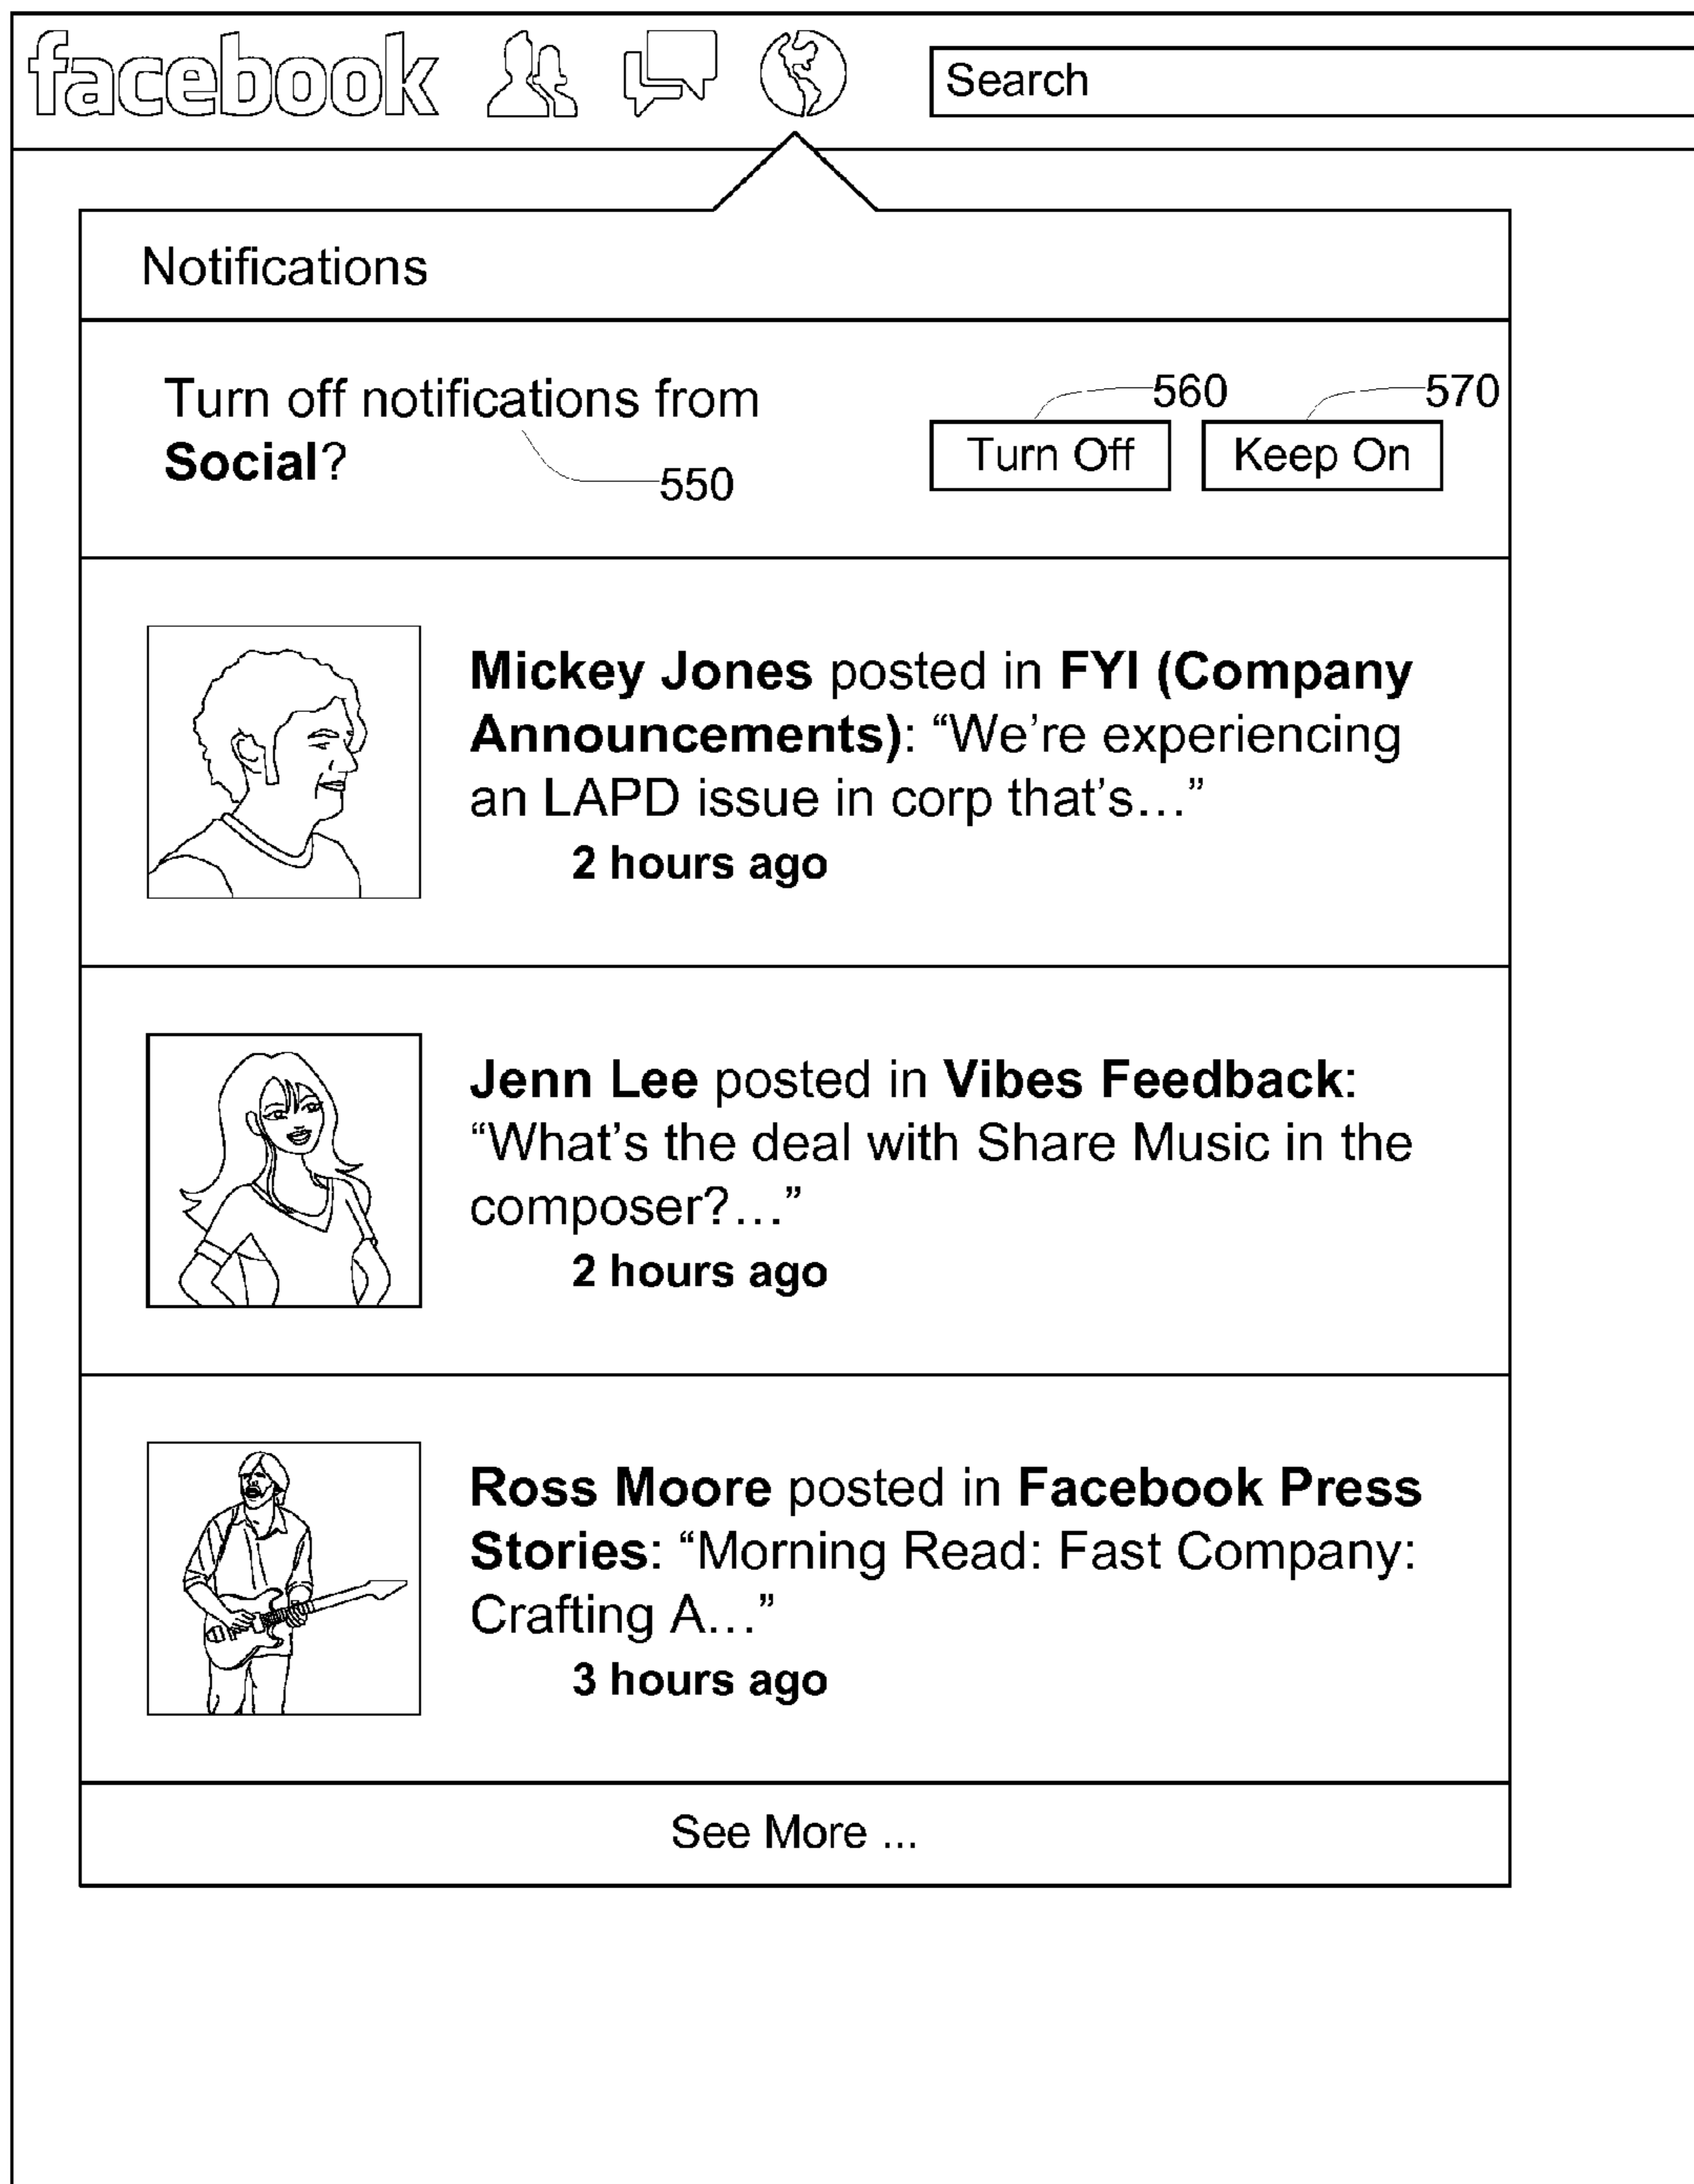 facebook
Search
Notifications
Turn off notifications from
Social?
550
560
570
Turn Off
Keep On
Mickey Jones posted in FYI (Company
Announcements): “We’re experiencing
an LAPD issue in corp that's…”
2 hours ago
Jenn Lee posted in Vibes Feedback:
“What’s the deal with Share Music in the
composer?…”
2 hours ago
Ross Moore posted in Facebook Press
Stories: “Morning Read: Fast Company:
Crafting A…”
3 hours ago
See More ...